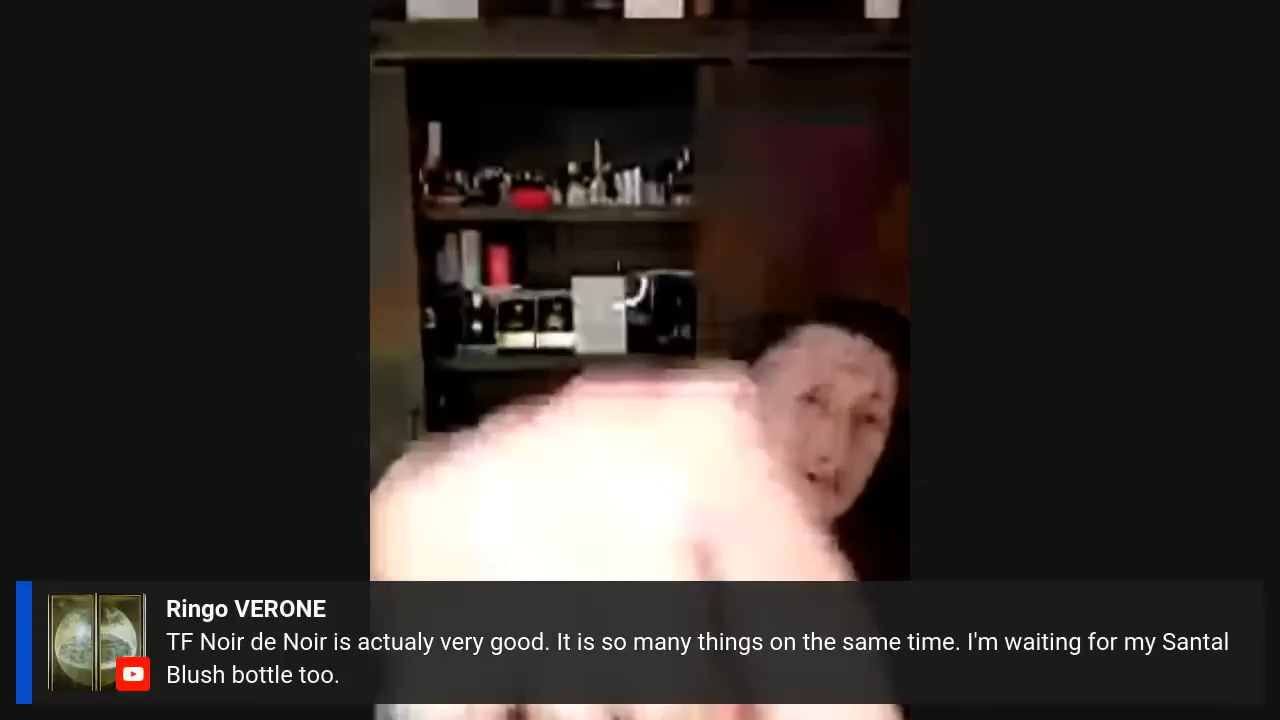 Ringo VERONE
TF Noir de Noir is actualy very good. It is so many things on the same time. I'm waiting for my Santal
Blush bottle too.